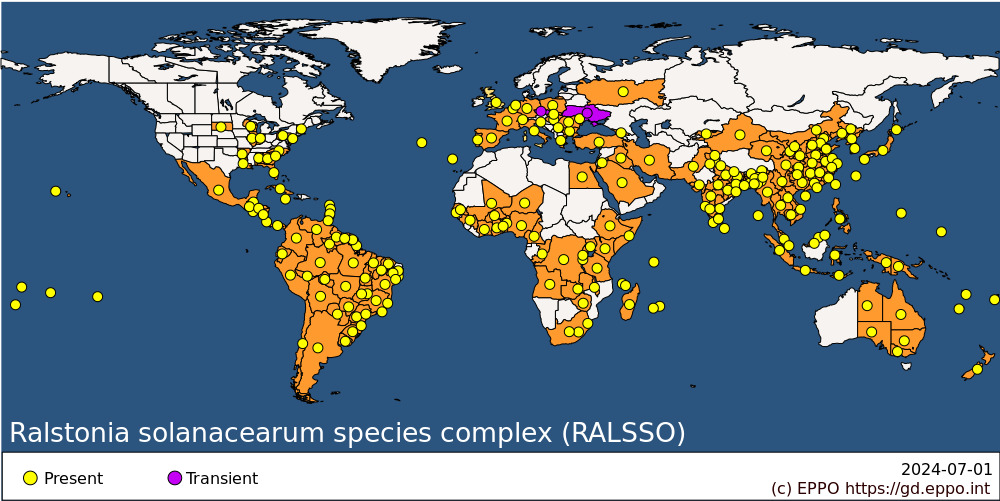 Ralstonia solanacearum species complex (RALSSO)
Present
Transient
2024-07-01
(c) EPPO https://gd.eppo.int